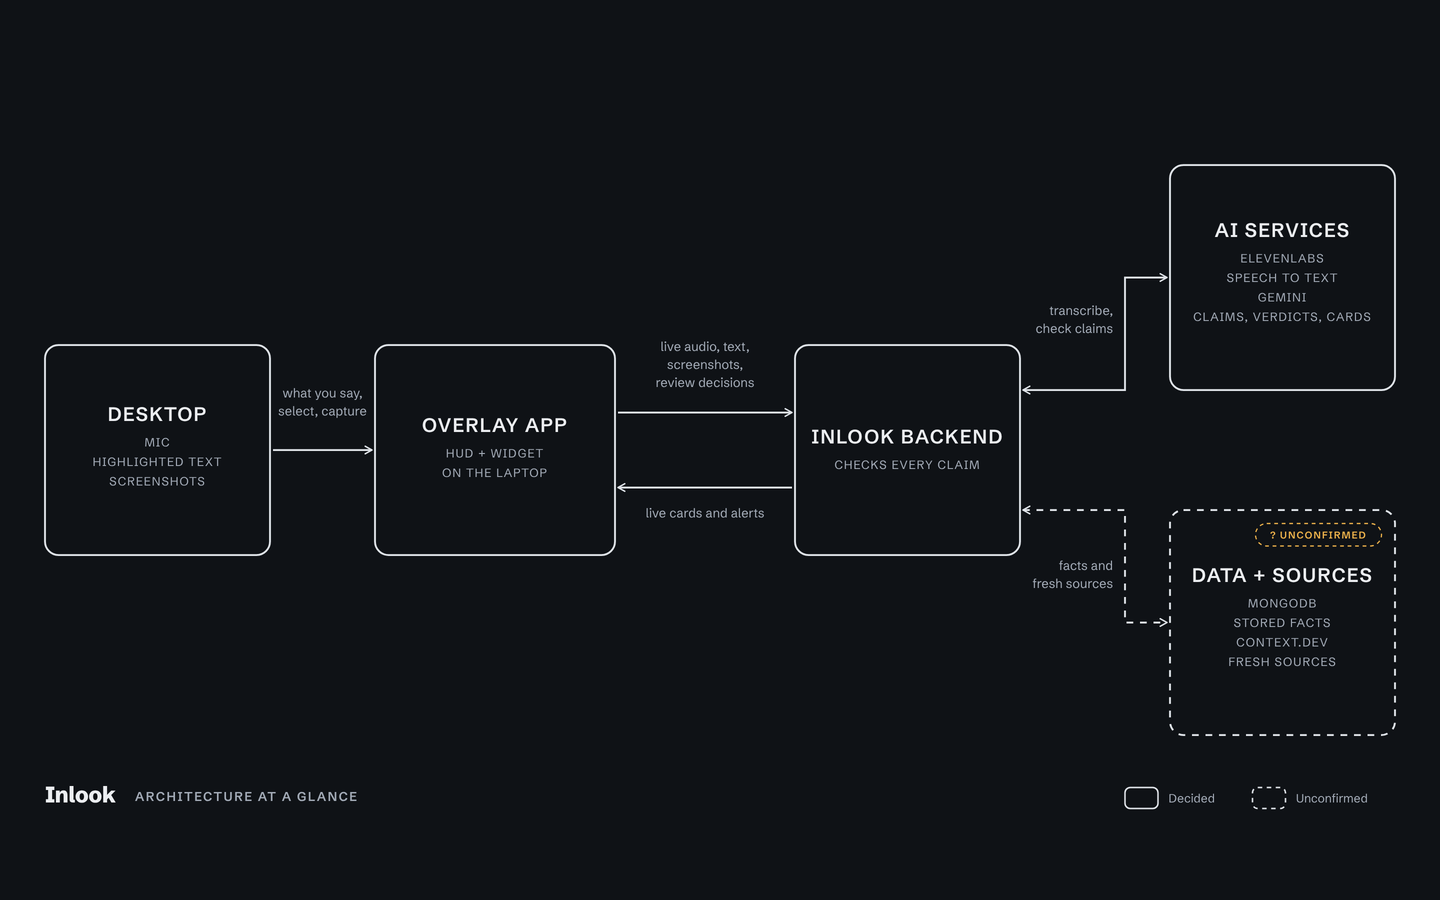 DESKTOP
MIC
HIGHLIGHTED TEXT
SCREENSHOTS
what you say,
select, capture
OVERLAY APP
HUD + WIDGET
ON THE LAPTOP
live audio, text,
screenshots,
review decisions
live cards and alerts
INLOOK BACKEND
CHECKS EVERY CLAIM
transcribe,
check claims
AI SERVICES
ELEVENLABS
SPEECH TO TEXT
GEMINI
CLAIMS, VERDICTS, CARDS
facts and
fresh sources
? UNCONFIRMED
DATA + SOURCES
MONGODB
STORED FACTS
CONTEXT.DEV
FRESH SOURCES
Inlook ARCHITECTURE AT A GLANCE
Decided
Unconfirmed